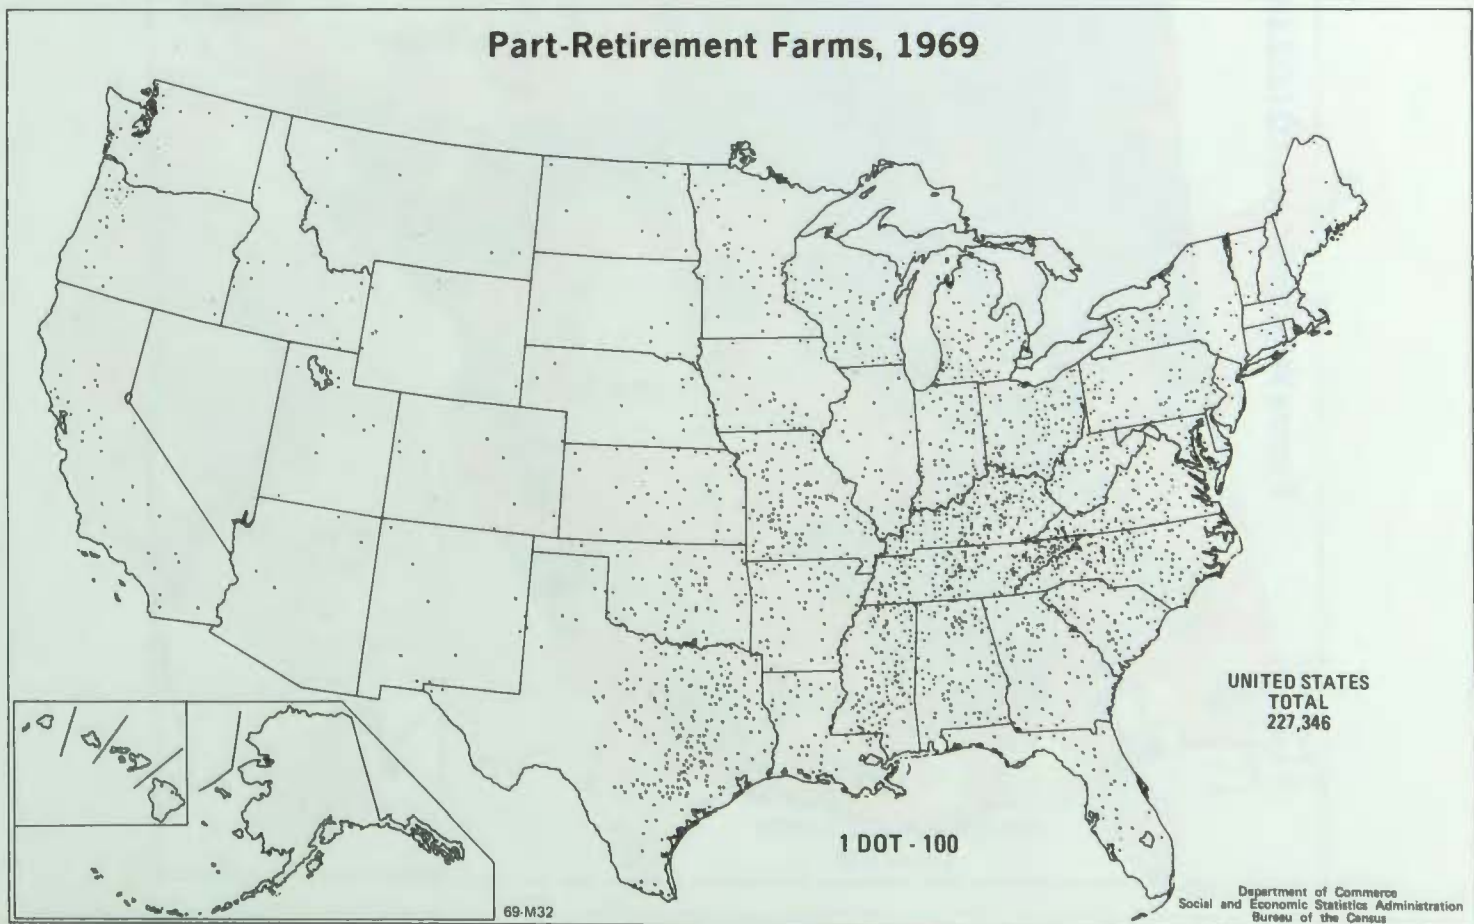 Part-Retirement Farms, 1969
UNITED STATES
TOTAL
227,346
1 DOT - 100
69-M32
Department of Commerce
Social and Economic Statistics Administration
Bureau of the Census